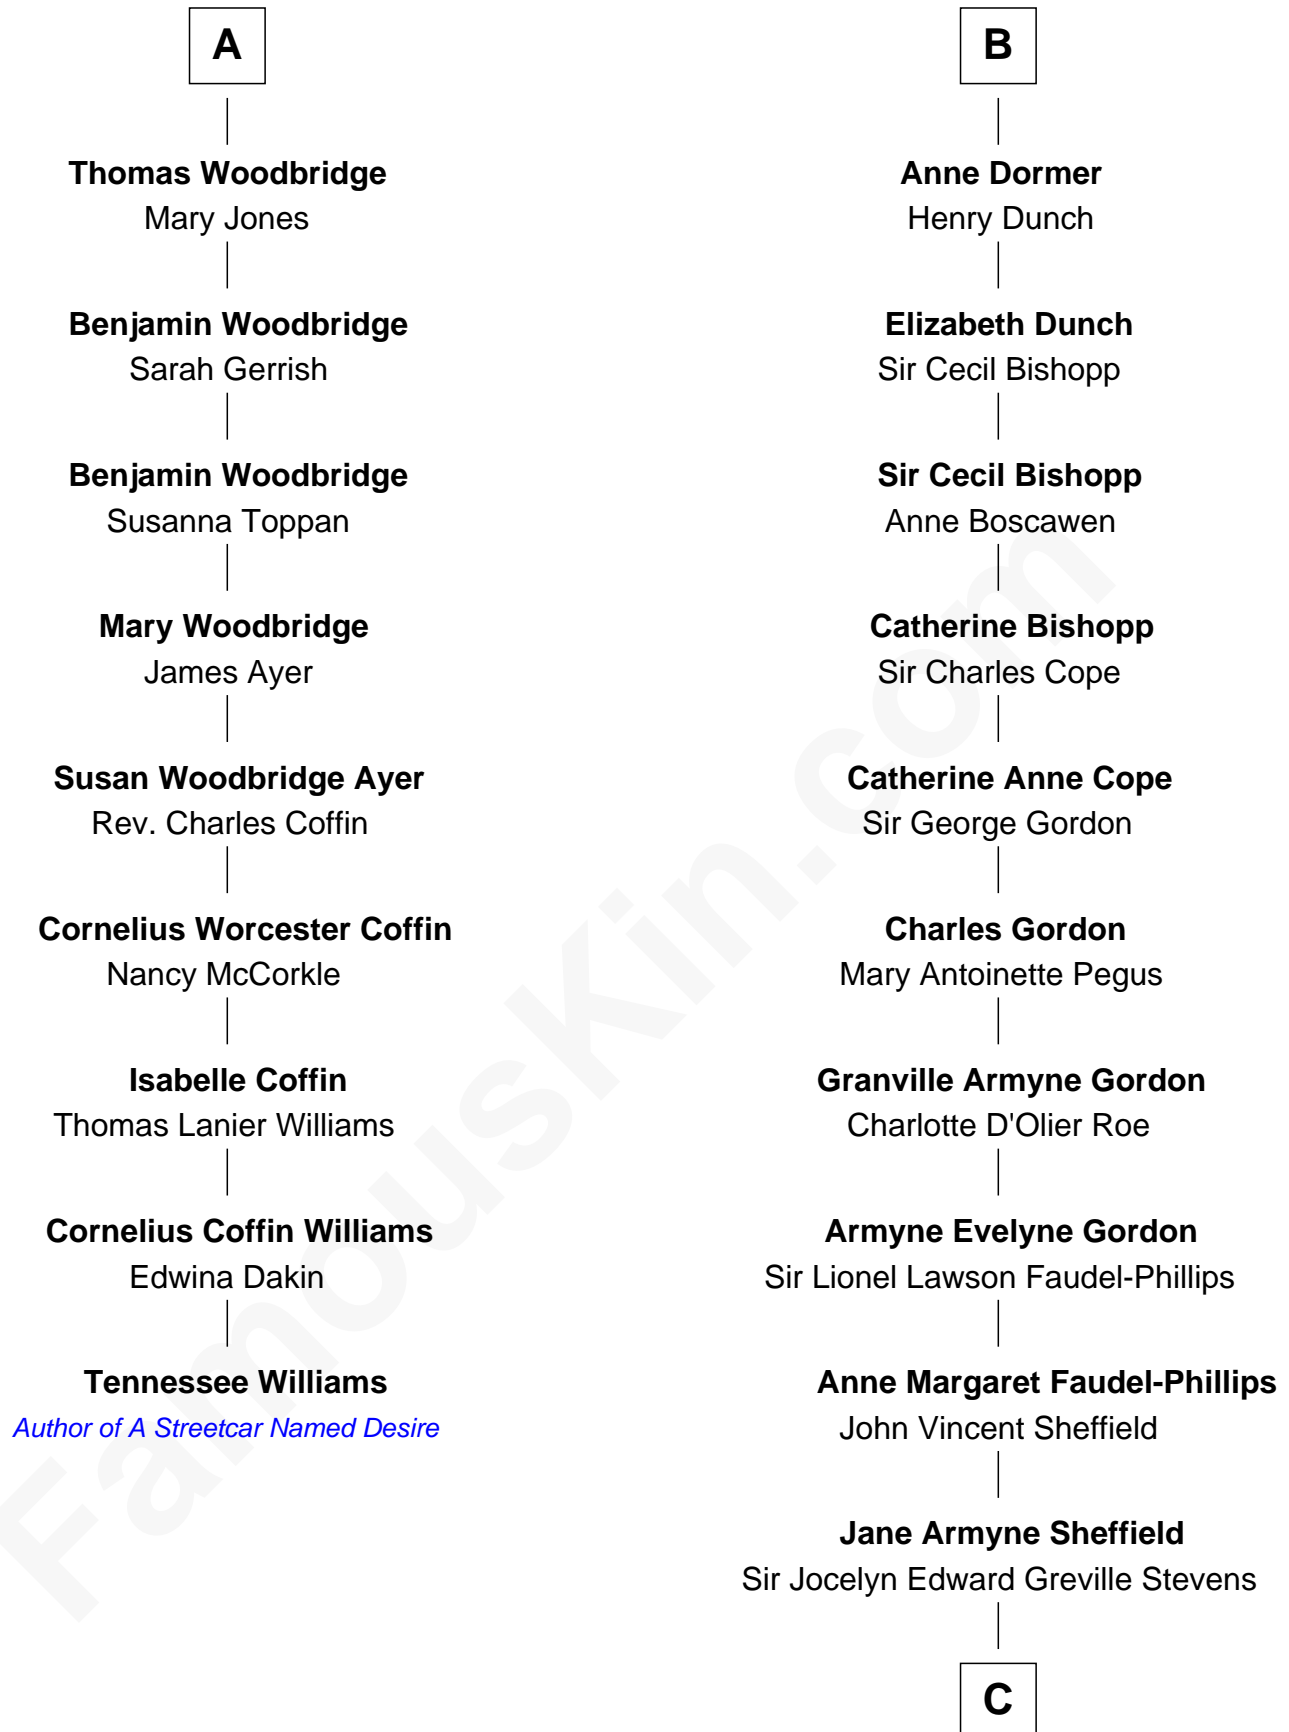 A
Thomas Woodbridge
Mary Jones
Benjamin Woodbridge
Sarah Gerrish
Benjamin Woodbridge
Susanna Toppan
Mary Woodbridge
James Ayer
Susan Woodbridge Ayer
Rev. Charles Coffin
Cornelius Worcester Coffin
Nancy McCorkle
Isabelle Coffin
Thomas Lanier Williams
Cornelius Coffin Williams
Edwina Dakin
Tennessee Williams
Author of A Streetcar Named Desire
B
Anne Dormer
Henry Dunch
Elizabeth Dunch
Sir Cecil Bishopp
Sir Cecil Bishopp
Anne Boscawen
Catherine Bishopp
Sir Charles Cope
Catherine Anne Cope
Sir George Gordon
Charles Gordon
Mary Antoinette Pegus
Granville Armyne Gordon
Charlotte D'Olier Roe
Armyne Evelyne Gordon
Sir Lionel Lawson Faudel-Phillips
Anne Margaret Faudel-Phillips
John Vincent Sheffield
Jane Armyne Sheffield
Sir Jocelyn Edward Greville Stevens
C
FamousKin.com